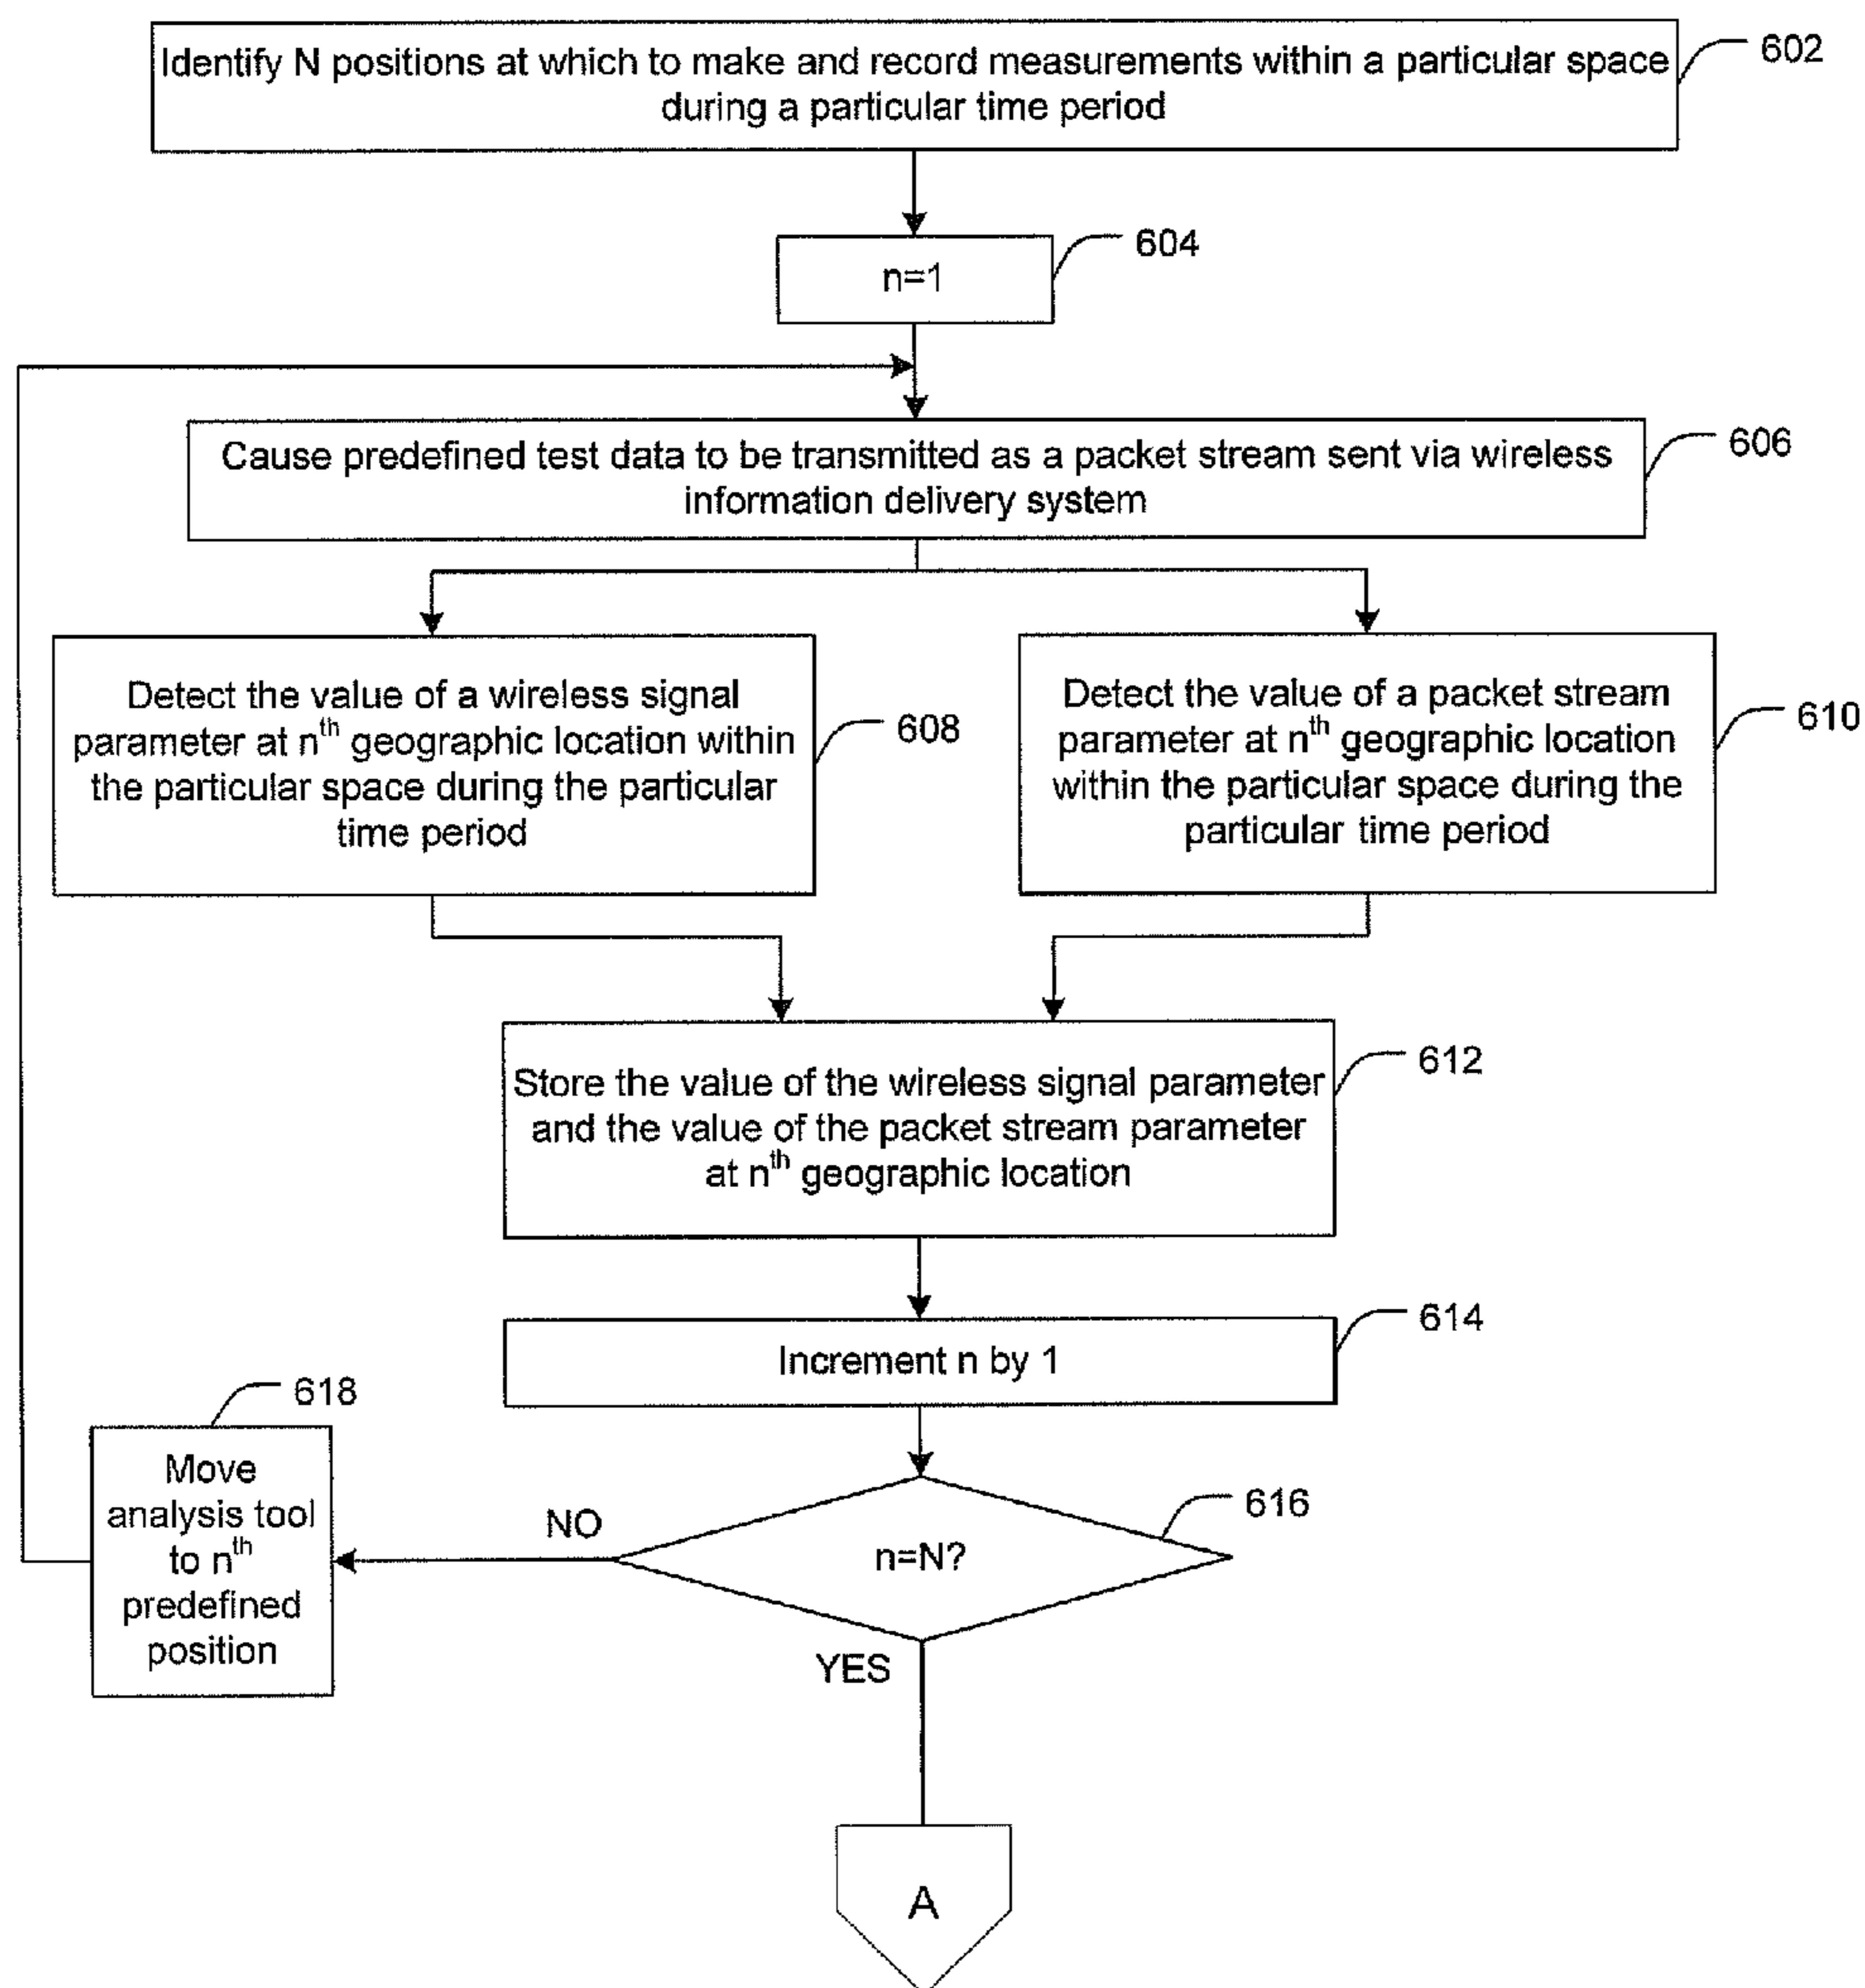 Identify N positions at which to make and record measurements within a particular space
during a particular time period
602
n=1
604
Cause predefined test data to be transmitted as a packet stream sent via wireless
information delivery system
606
Detect the value of a wireless signal
parameter at nth geographic location within
the particular space during the particular
time period
608
Detect the value of a packet stream
parameter at nth geographic location
within the particular space during the
particular time period
610
Store the value of the wireless signal parameter
and the value of the packet stream parameter
at nth geographic location
612
Increment n by 1
614
618
Move
analysis tool
to nth
predefined
position
NO
n=N?
616
YES
A